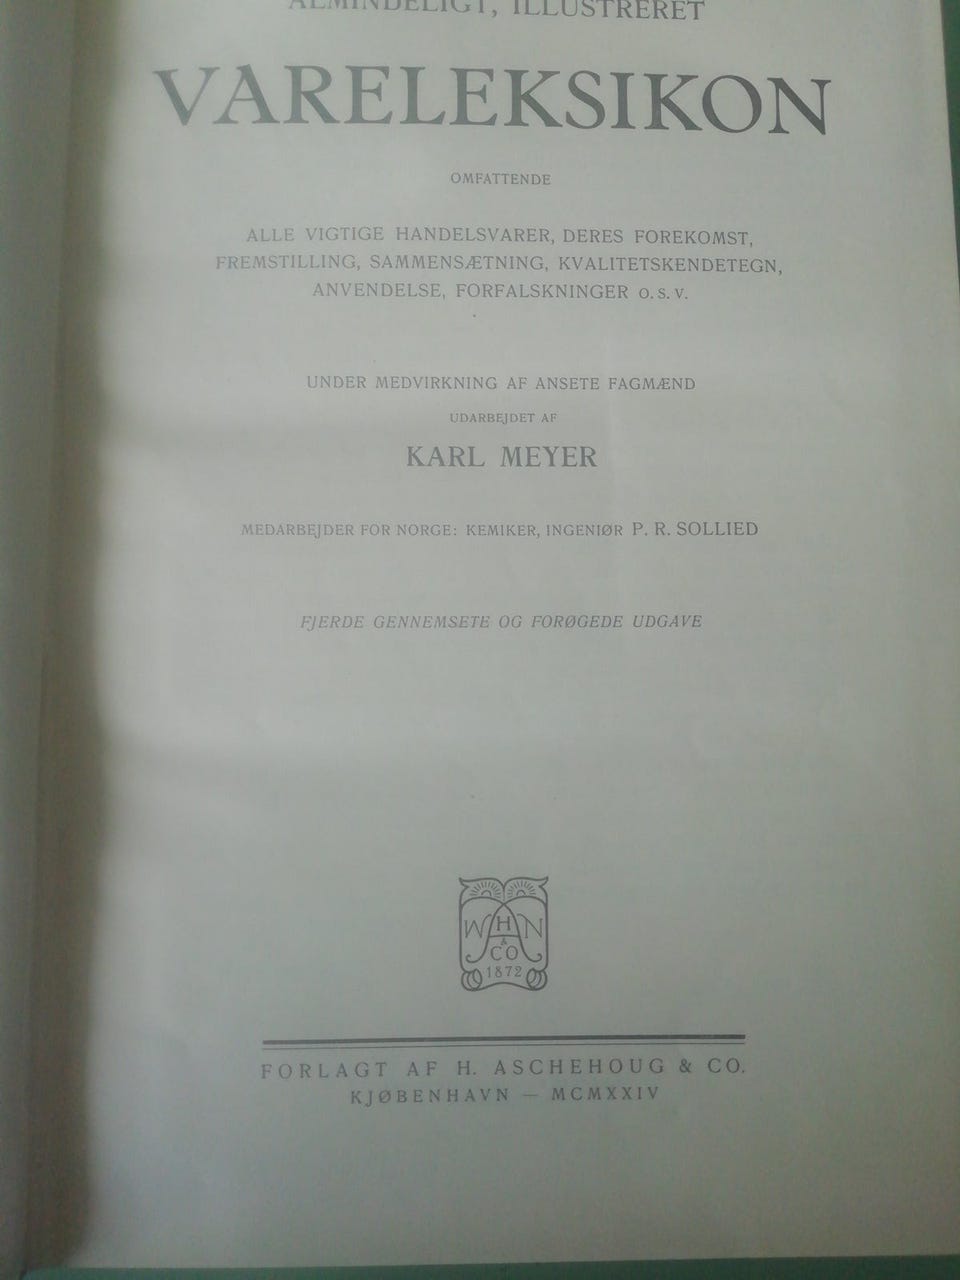 ALMINDELIGT, ILLUSTRERET
VARELEKSIKON
OMFATTENDE
ALLE VIGTIGE HANDELSVARER, DERES FOREKOMST,
FREMSTILLING, SAMMENSÆTNING, KVALITETSKENDETEGN,
ANVENDELSE, FORFALSKNINGER O.S.V.
UNDER MEDVIRKNING AF ANSETE FAGMÆND
UDARBEJDET AF
KARL MEYER
MEDARBEJDER FOR NORGE: KEMIKER, INGENIØR P. R. SOLLIED
FJERDE GENNEMSETE OG FORØGEDE UDGAVE
W H N
&
CO
1872
FORLAGT AF H. ASCHEHOUG & CO.
KJØBENHAVN — MCMXXIV